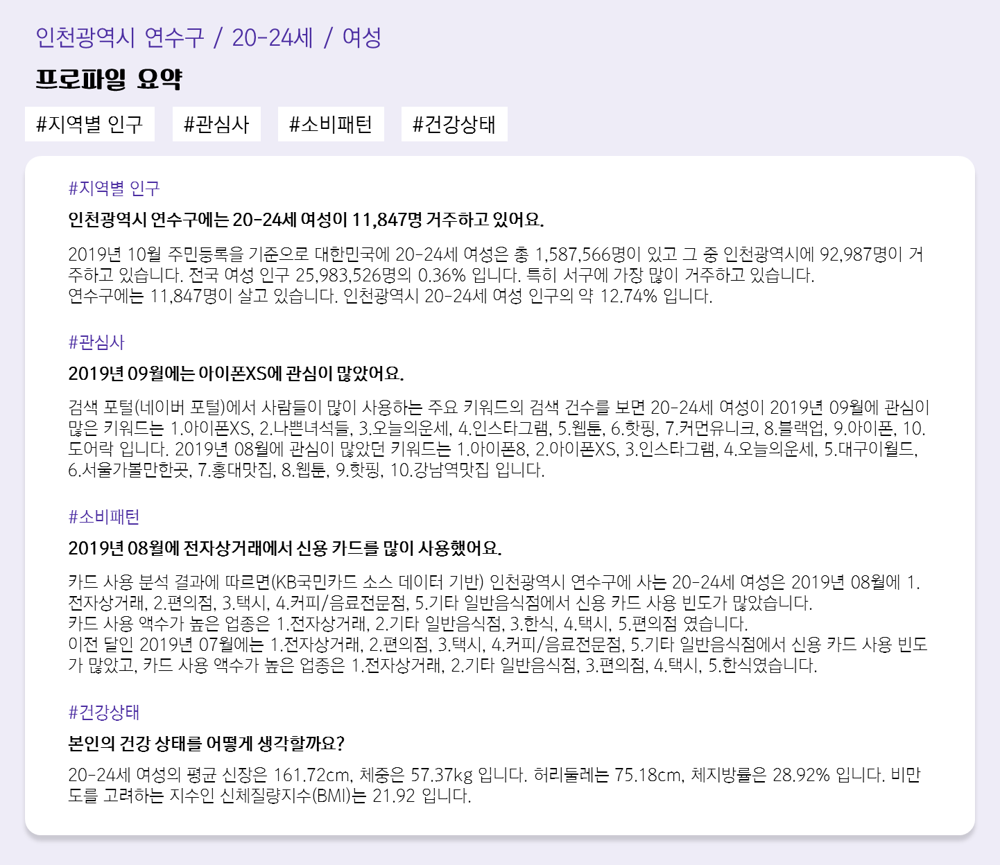 인천광역시 연수구 / 20-24세 / 여성
프로파일 요약
#지역별 인구 #관심사 #소비패턴 #건강상태
#지역별 인구
인천광역시 연수구에는 20-24세 여성이 11,847명 거주하고 있어요.
2019년 10월 주민등록을 기준으로 대한민국에 20-24세 여성은 총 1,587,566명이 있고 그 중 인천광역시에 92,987명이 거
주하고 있습니다. 전국 여성 인구 25,983,526명의 0.36% 입니다. 특히 서구에 가장 많이 거주하고 있습니다.
연수구에는 11,847명이 살고 있습니다. 인천광역시 20-24세 여성 인구의 약 12.74% 입니다.
#관심사
2019년 09월에는 아이폰XS에 관심이 많았어요.
검색 포털(네이버 포털)에서 사람들이 많이 사용하는 주요 키워드의 검색 건수를 보면 20-24세 여성이 2019년 09월에 관심이
많은 키워드는 1.아이폰XS, 2.나쁜녀석들, 3.오늘의운세, 4.인스타그램, 5.웹툰, 6.핫핑, 7.커먼유니크, 8.블랙업, 9.아이폰, 10.
도어락 입니다. 2019년 08월에 관심이 많았던 키워드는 1.아이폰8, 2.아이폰XS, 3.인스타그램, 4.오늘의운세, 5.대구이월드,
6.서울가볼만한곳, 7.홍대맛집, 8.웹툰, 9.핫핑, 10.강남역맛집 입니다.
#소비패턴
2019년 08월에 전자상거래에서 신용 카드를 많이 사용했어요.
카드 사용 분석 결과에 따르면(KB국민카드 소스 데이터 기반) 인천광역시 연수구에 사는 20-24세 여성은 2019년 08월에 1.
전자상거래, 2.편의점, 3.택시, 4.커피/음료전문점, 5.기타 일반음식점에서 신용 카드 사용 빈도가 많았습니다.
카드 사용 액수가 높은 업종은 1.전자상거래, 2.기타 일반음식점, 3.한식, 4.택시, 5.편의점 였습니다.
이전 달인 2019년 07월에는 1.전자상거래, 2.편의점, 3.택시, 4.커피/음료전문점, 5.기타 일반음식점에서 신용 카드 사용 빈도
가 많았고, 카드 사용 액수가 높은 업종은 1.전자상거래, 2.기타 일반음식점, 3.편의점, 4.택시, 5.한식였습니다.
#건강상태
본인의 건강 상태를 어떻게 생각할까요?
20-24세 여성의 평균 신장은 161.72cm, 체중은 57.37kg 입니다. 허리둘레는 75.18cm, 체지방률은 28.92% 입니다. 비만
도를 고려하는 지수인 신체질량지수(BMI)는 21.92 입니다.